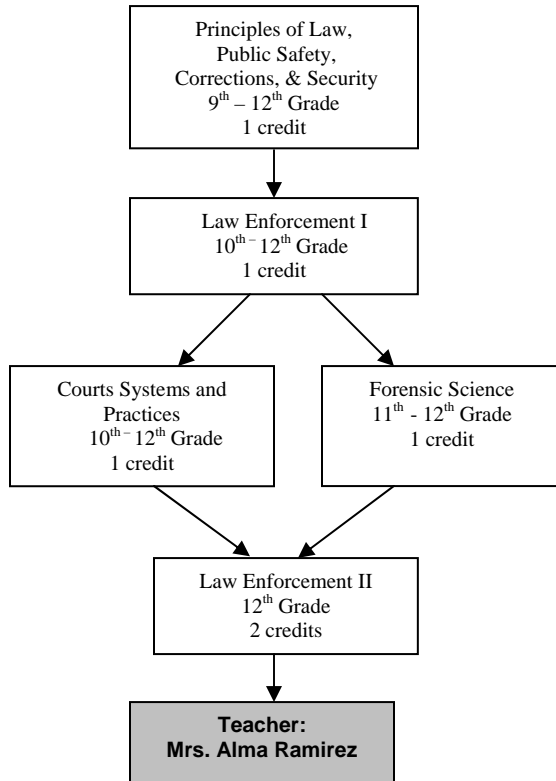 Principles of Law,
Public Safety,
Corrections, & Security
9th – 12th Grade
1 credit
Law Enforcement I
10th – 12th Grade
1 credit
Courts Systems and
Practices
10th – 12th Grade
1 credit
Forensic Science
11th - 12th Grade
1 credit
Law Enforcement II
12th Grade
2 credits
Teacher:
Mrs. Alma Ramirez